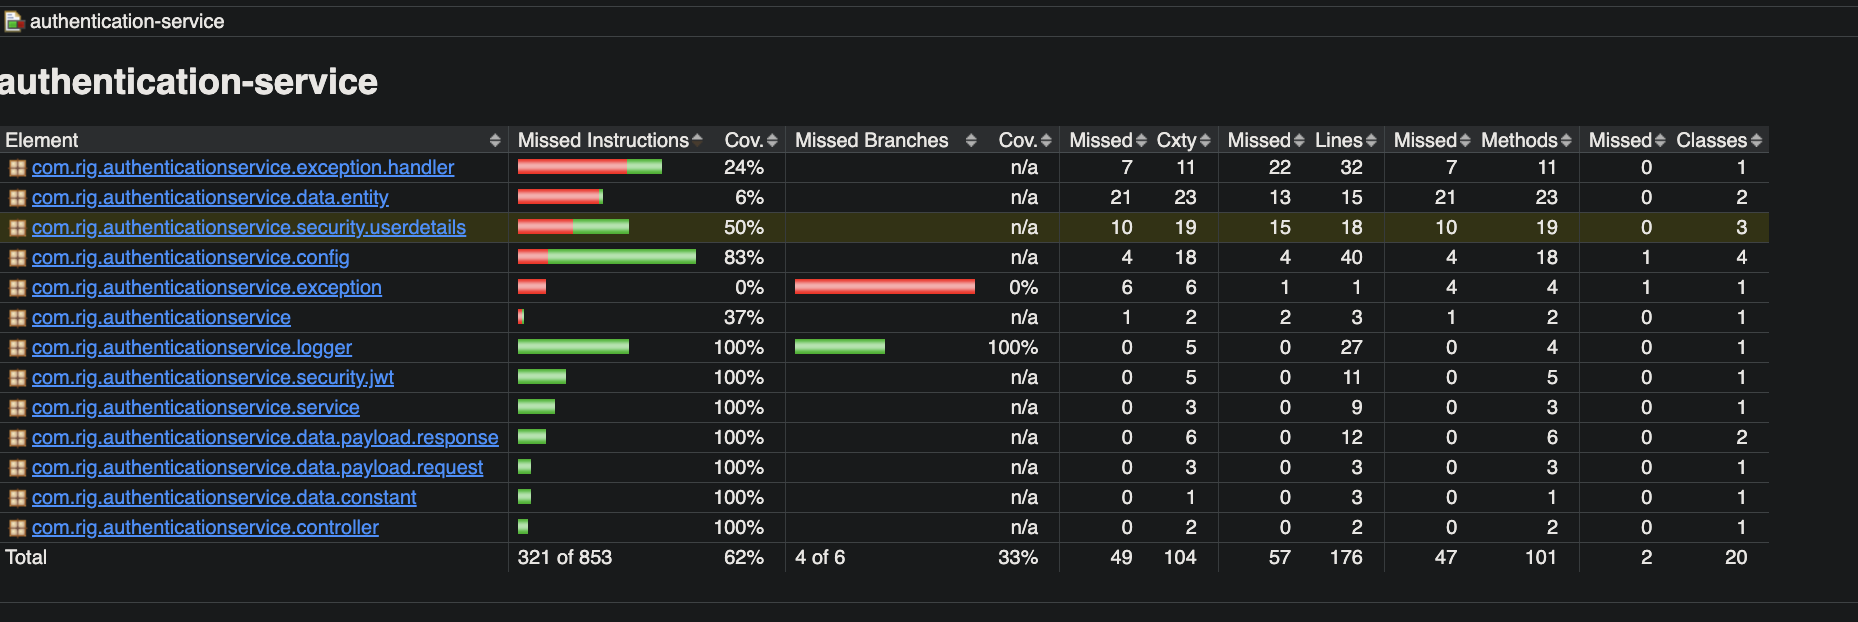 authentication-service
authentication-service
Element Missed Instructions Cov. Missed Branches Cov. Missed Cxty Missed Lines Missed Methods Missed Classes
com.rig.authenticationservice.exception.handler 24% n/a 7 11 22 32 7 11 0 1
com.rig.authenticationservice.data.entity 6% n/a 21 23 13 15 21 23 0 2
com.rig.authenticationservice.security.userdetails 50% n/a 10 19 15 18 10 19 0 3
com.rig.authenticationservice.config 83% n/a 4 18 4 40 4 18 1 4
com.rig.authenticationservice.exception 0% 0% 6 6 1 1 4 4 1 1
com.rig.authenticationservice 37% n/a 1 2 2 3 1 2 0 1
com.rig.authenticationservice.logger 100% 100% 0 5 0 27 0 4 0 1
com.rig.authenticationservice.security.jwt 100% n/a 0 5 0 11 0 5 0 1
com.rig.authenticationservice.service 100% n/a 0 3 0 9 0 3 0 1
com.rig.authenticationservice.data.payload.response 100% n/a 0 6 0 12 0 6 0 2
com.rig.authenticationservice.data.payload.request 100% n/a 0 3 0 3 0 3 0 1
com.rig.authenticationservice.data.constant 100% n/a 0 1 0 3 0 1 0 1
com.rig.authenticationservice.controller 100% n/a 0 2 0 2 0 2 0 1
Total 321 of 853 62% 4 of 6 33% 49 104 57 176 47 101 2 20